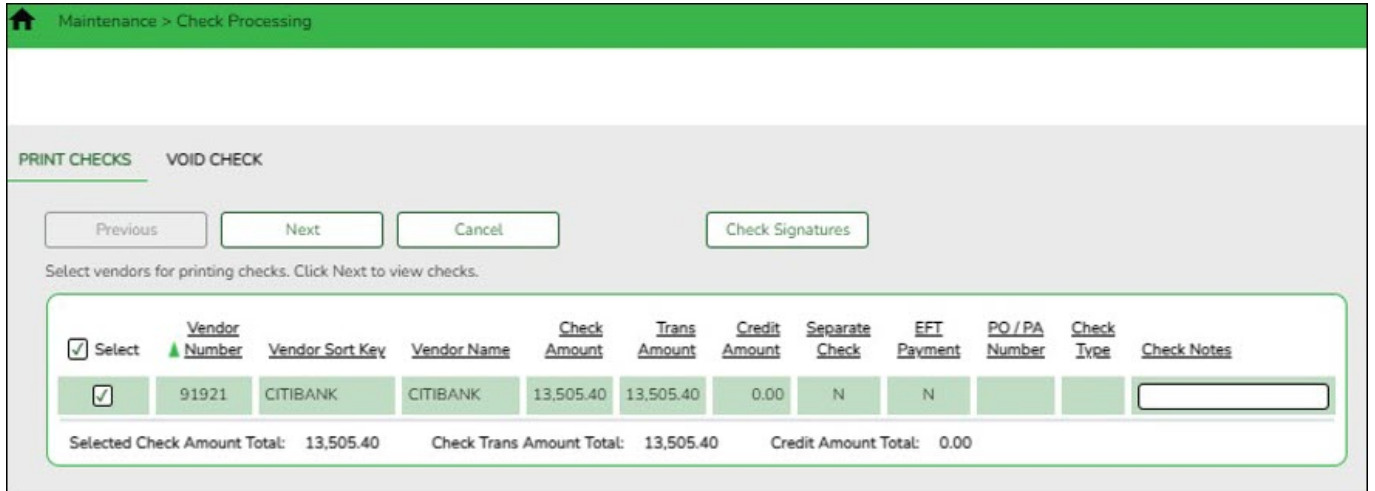 Maintenance > Check Processing
PRINT CHECKS VOID CHECK
Previous Next Cancel Check Signatures
Select vendors for printing checks. Click Next to view checks.
Vendor Check Trans Credit Separate EFT PO / PA Check
Select Number Vendor Sort Key Vendor Name Amount Amount Amount Check Payment Number Type Check Notes
91921 CITIBANK CITIBANK 13,505.40 13,505.40 0.00 N N
Selected Check Amount Total: 13,505.40 Check Trans Amount Total: 13,505.40 Credit Amount Total: 0.00